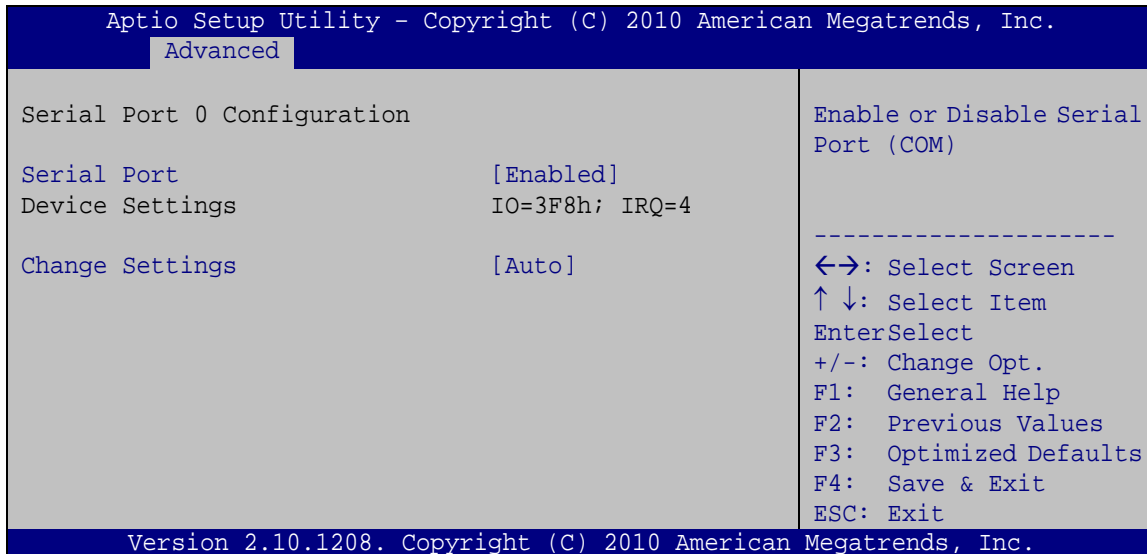 Aptio Setup Utility – Copyright (C) 2010 American Megatrends, Inc.
Advanced
Serial Port 0 Configuration
Serial Port [Enabled]
Device Settings IO=3F8h; IRQ=4
Change Settings [Auto]
Enable or Disable Serial
Port (COM)
---------------------
←→: Select Screen
↑ ↓: Select Item
EnterSelect
+/-: Change Opt.
F1: General Help
F2: Previous Values
F3: Optimized Defaults
F4: Save & Exit
ESC: Exit
Version 2.10.1208. Copyright (C) 2010 American Megatrends, Inc.